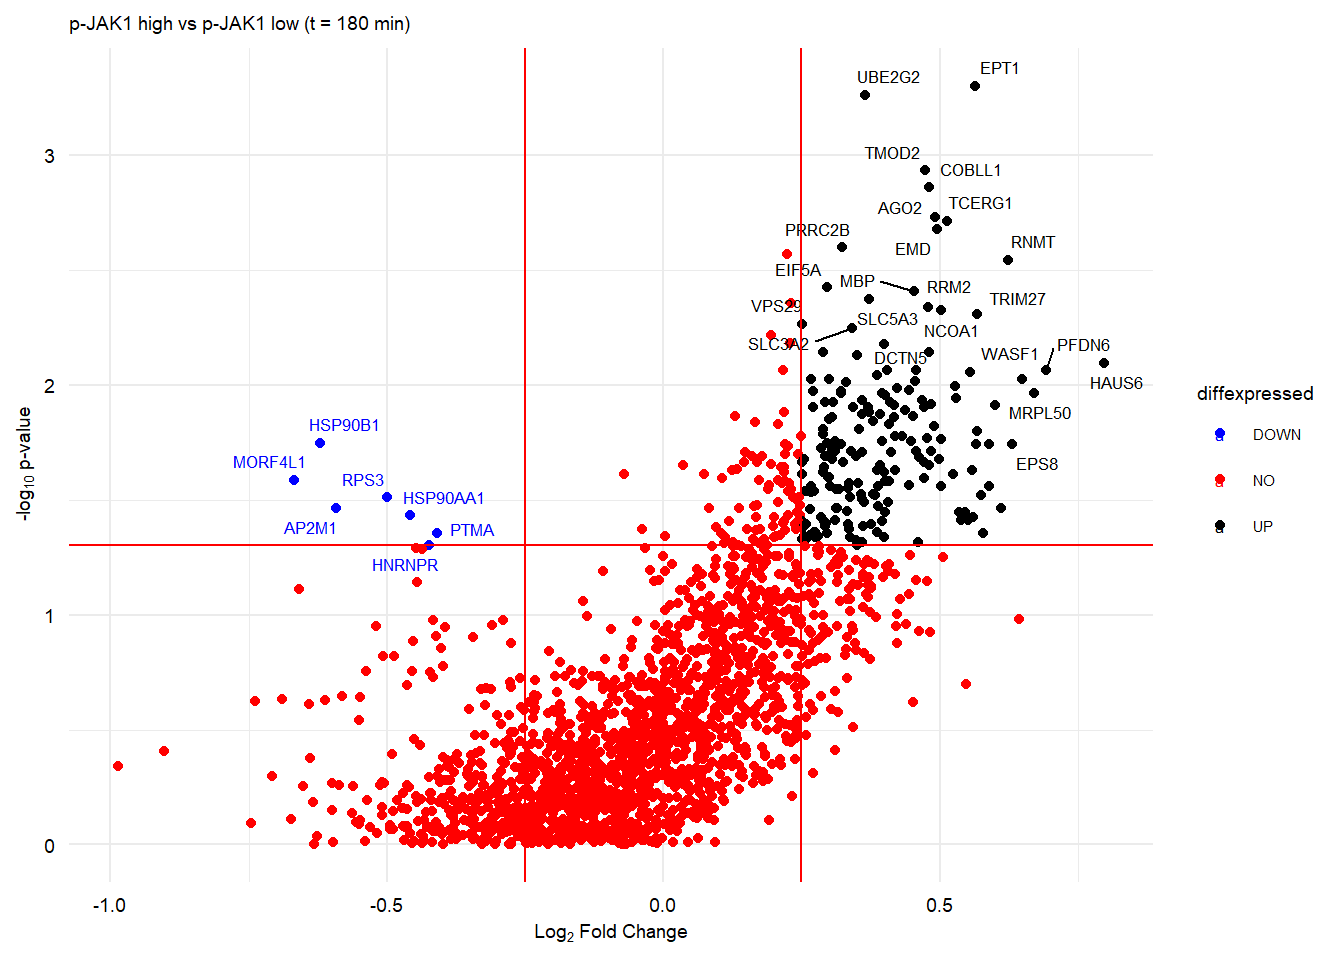 p-JAK1 high vs p-JAK1 low (t = 180 min)
EPT1
UBE2G2
3
TMOD2
COBLL1
AGO2
TCERG1
PRRC2B
EMD
RNMT
EIF5A
MBP
RRM2
TRIM27
VPS29
SLC5A3
NCOA1
SLC3A2
DCTN5
WASF1
PFDN6
2
HAUS6
MRPL50
diffexpressed
HSP90B1
a DOWN
MORF4L1
EPS8
RPS3
a NO
HSP90AA1
AP2M1
PTMA
a UP
HNRNPR
1
0
-log10 p-value
-1.0
-0.5
0.0
0.5
Log2 Fold Change